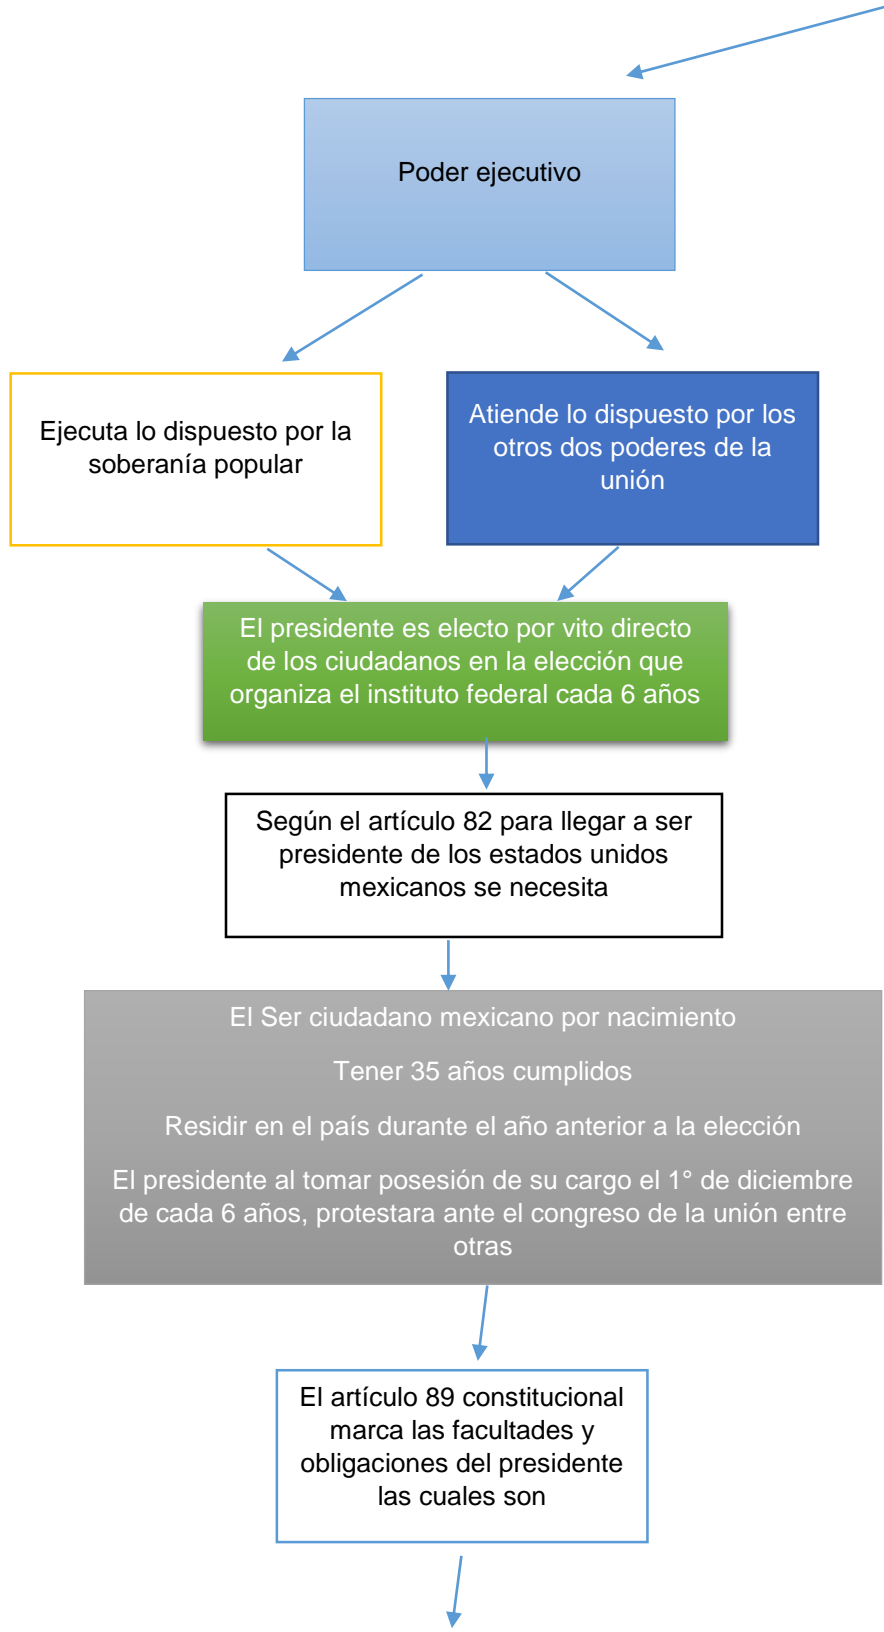 Poder ejecutivo
Ejecuta lo dispuesto por la
soberanía popular
Atiende lo dispuesto por los
otros dos poderes de la
unión
El presidente es electo por vito directo
de los ciudadanos en la elección que
organiza el instituto federal cada 6 años
Según el artículo 82 para llegar a ser
presidente de los estados unidos
mexicanos se necesita
El Ser ciudadano mexicano por nacimiento
Tener 35 años cumplidos
Residir en el país durante el año anterior a la elección
El presidente al tomar posesión de su cargo el 1° de diciembre
de cada 6 años, protestara ante el congreso de la unión entre
otras
El artículo 89 constitucional
marca las facultades y
obligaciones del presidente
las cuales son